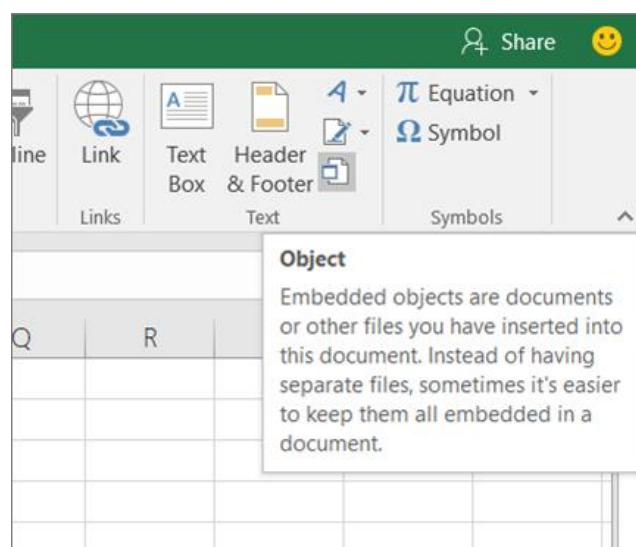 Share
line
Link
Text
Box
Header
& Footer
A
A
π Equation
Ω Symbol
Links
Text
Symbols
Object
Embedded objects are documents
or other files you have inserted into
this document. Instead of having
separate files, sometimes it's easier
to keep them all embedded in a
document.
Q
R